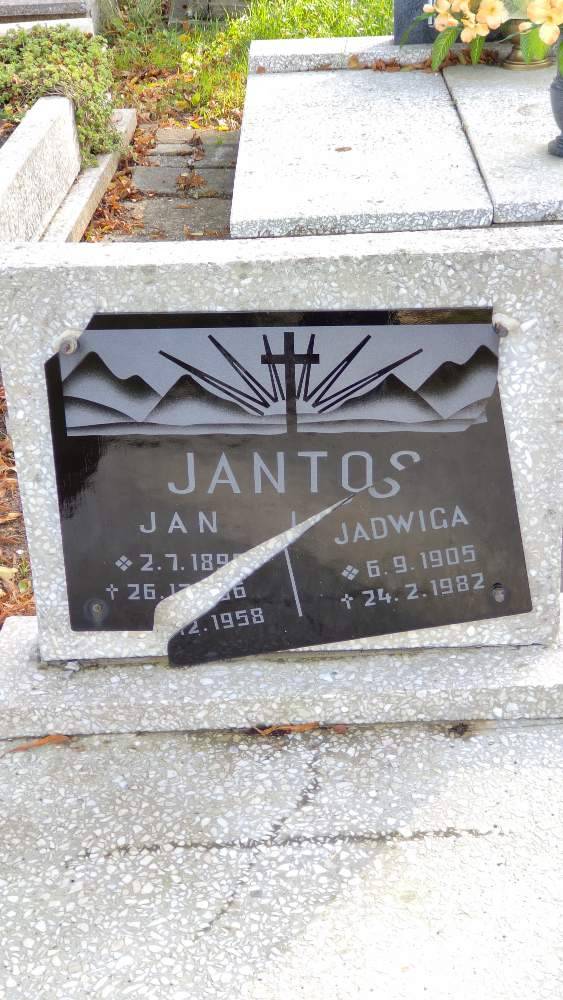 JANTOS
JAN
JADWIGA
2.7.189
6.9.1905
† 26.1
† 24.2.1982
12.1958